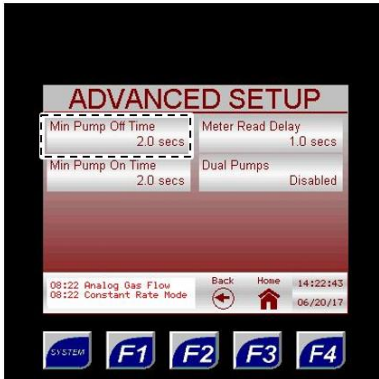 ADVANCED SETUP
Min Pump Off Time
2.0 secs
Meter Read Delay
1.0 secs
Min Pump On Time
2.0 secs
Dual Pumps
Disabled
08:22 Analog Gas Flow
08:22 Constant Rate Mode
Back
Home
14:22:43
06/20/17
SYSTEM
F1
F2
F3
F4